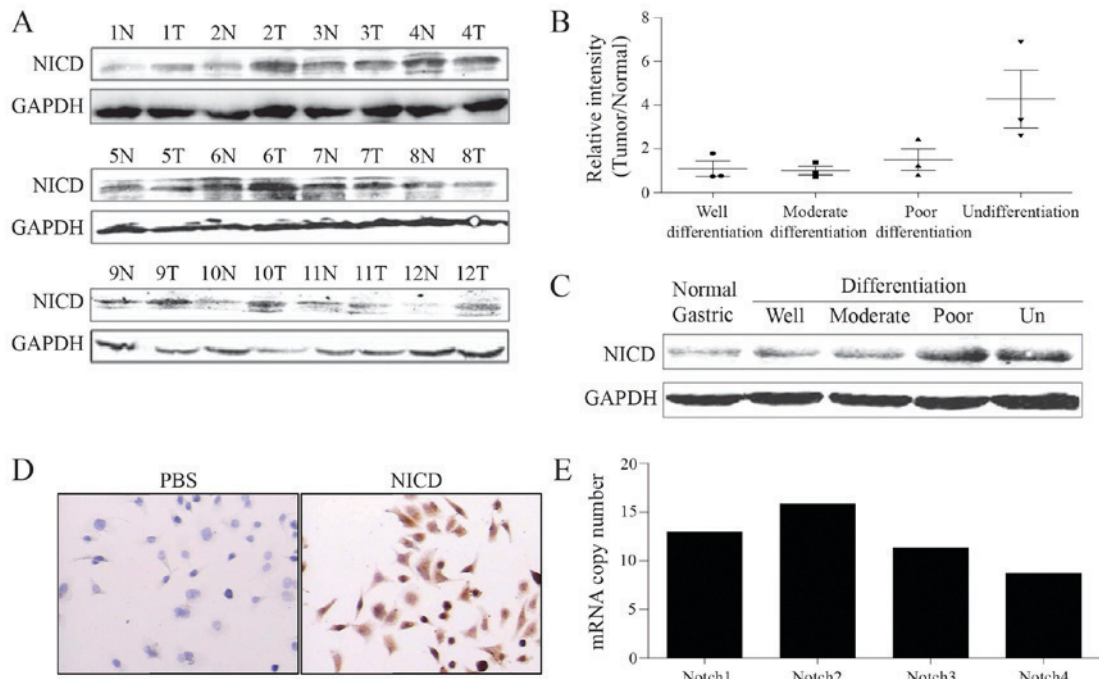 A
1N 1T 2N 2T 3N 3T 4N 4T
NICD
GAPDH
5N 5T 6N 6T 7N 7T 8N 8T
NICD
GAPDH
9N 9T 10N 10T 11N 11T 12N 12T
NICD
GAPDH
B
Relative intensity
(Tumor/Normal)
8
6
4
2
0
Well
differentiation
Moderate
differentiation
Poor
differentiation
Undifferentiation
C
Normal
Gastric
Differentiation
Well Moderate Poor Un
NICD
GAPDH
D
PBS NICD
E
mRNA copy number
20
15
10
5
0
Notch1 Notch2 Notch3 Notch4